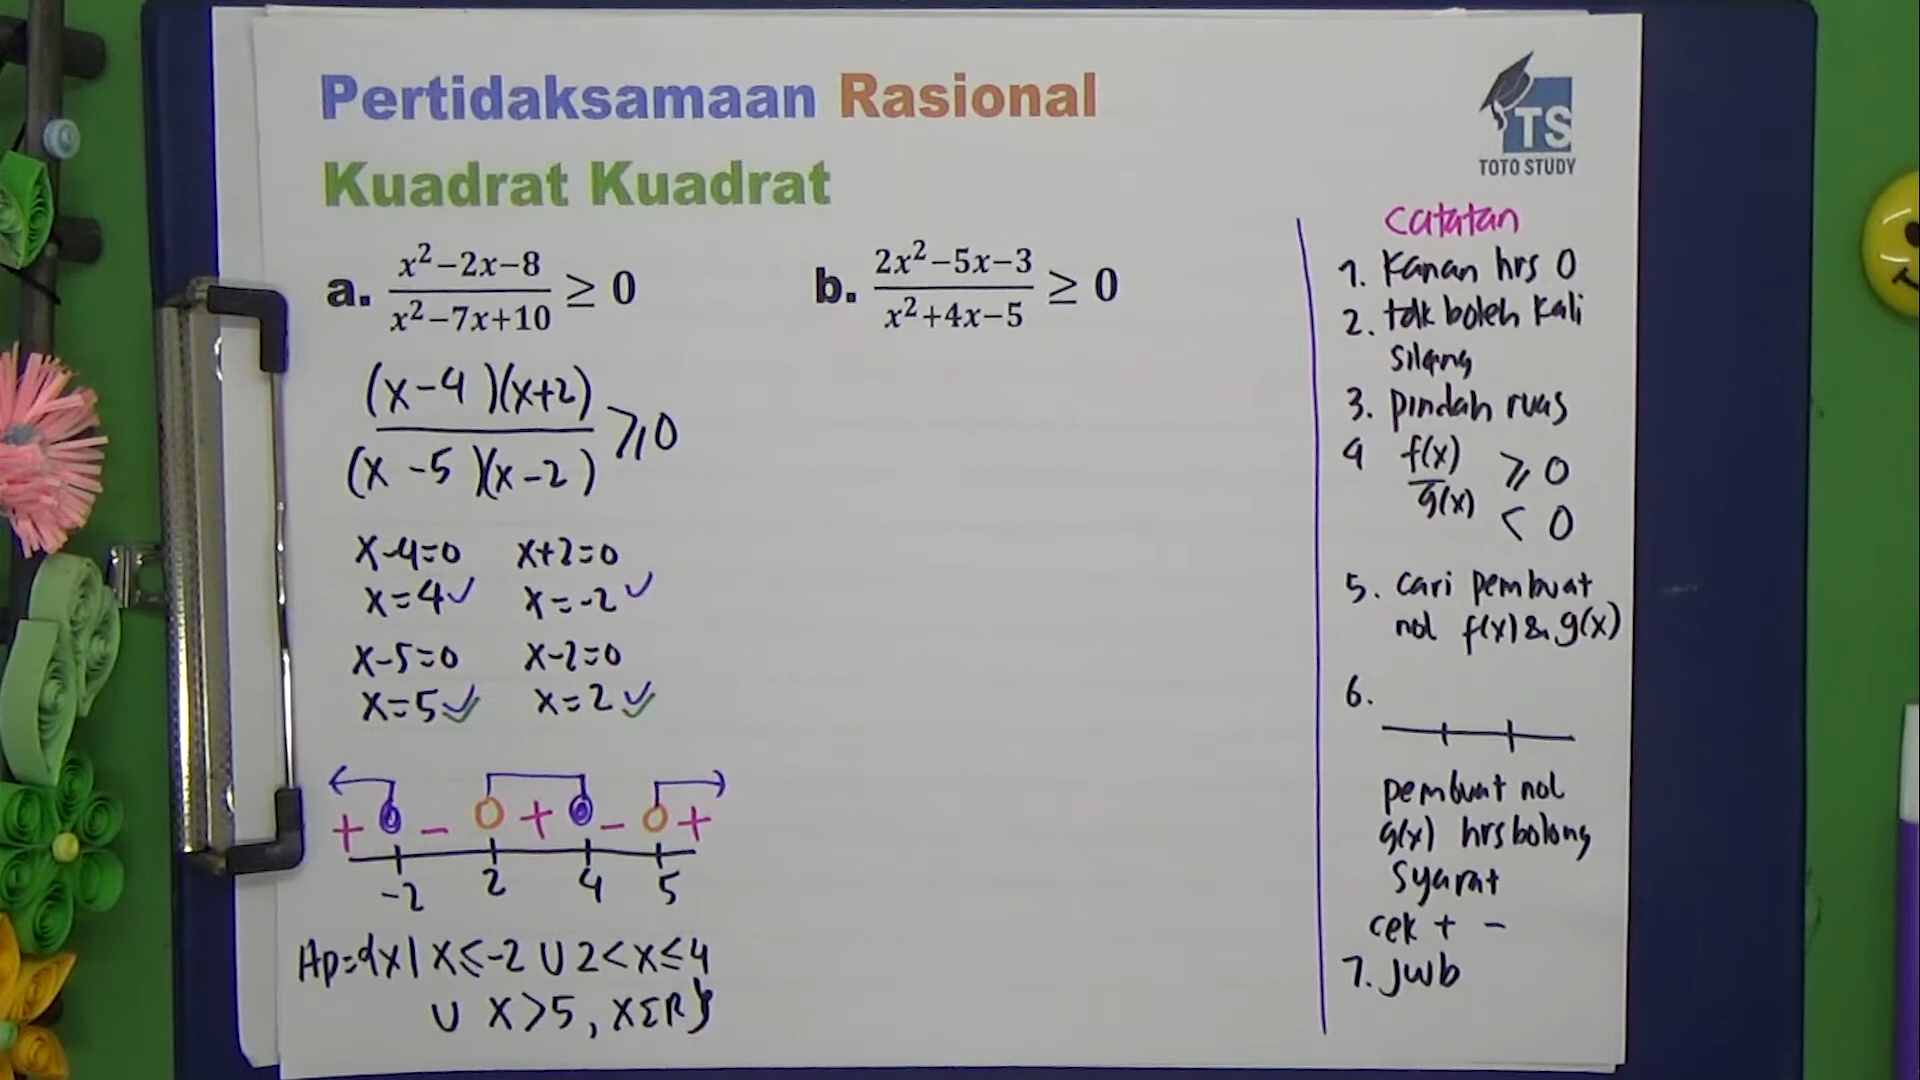 Pertidaksamaan Rasional
Kuadrat Kuadrat
TS
TOTO STUDY
a. x²−2x−8 / x²−7x+10 ≥ 0
(x-4)(x+2) / (x-5)(x-2) ≥ 0
x-4=0 x+2=0
x=4 ✓ x=-2 ✓
x-5=0 x-2=0
x=5 ✓ x=2 ✓
+ - + - +
-2 2 4 5
Hp={x| x≤-2 ∪ 2<x≤4
∪ x>5, x∈R}
b. 2x²−5x−3 / x²+4x−5 ≥ 0
Catatan
1. Kanan hrs 0
2. tdk boleh kali
silang
3. pindah ruas
4 f(x) / g(x) ≥ 0
< 0
5. cari pembuat
nol f(x) & g(x)
6.
pembuat nol
g(x) hrs bolong
Syarat
cek + -
7. Jwb